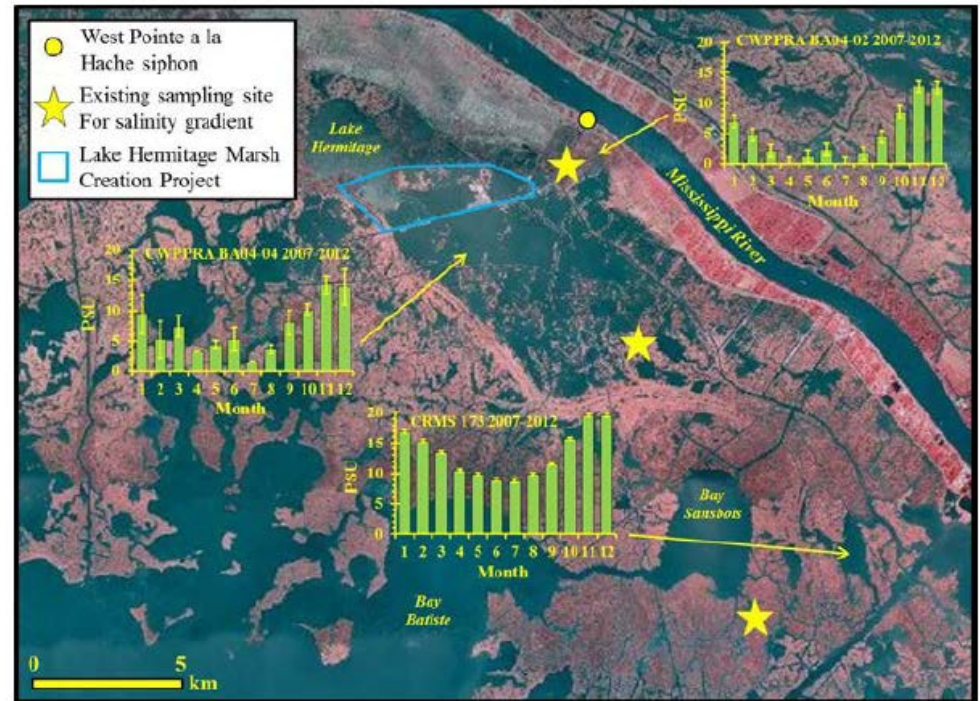 West Pointe a la
Hache siphon
Existing sampling site
For salinity gradient
Lake Hermitage Marsh
Creation Project
Lake
Hermitage
CWPPRA BA04-02 2007-2012
20
15
10
5
0
PSU
1 2 3 4 5 6 7 8 9 10 11 12
Month
Mississippi River
CWPPRA BA04-04 2007-2012
20
15
10
5
0
PSU
1 2 3 4 5 6 7 8 9 10 11 12
Month
CRMS 173 2007-2012
20
15
10
5
0
PSU
1 2 3 4 5 6 7 8 9 10 11 12
Month
Bay
Sansbois
Bay
Batiste
0 5
km